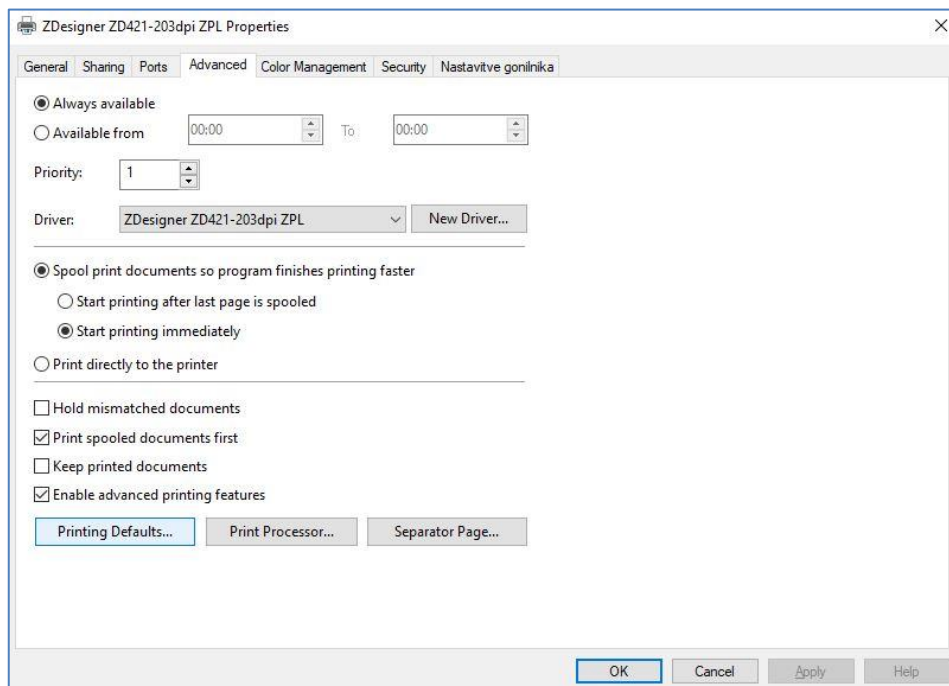 ZDesigner ZD421-203dpi ZPL Properties
General Sharing Ports Advanced Color Management Security Nastavitve gonilnika
Always available
Available from 00:00 To 00:00
Priority: 1
Driver: ZDesigner ZD421-203dpi ZPL New Driver...
Spool print documents so program finishes printing faster
Start printing after last page is spooled
Start printing immediately
Print directly to the printer
Hold mismatched documents
Print spooled documents first
Keep printed documents
Enable advanced printing features
Printing Defaults... Print Processor... Separator Page...
OK Cancel Apply Help